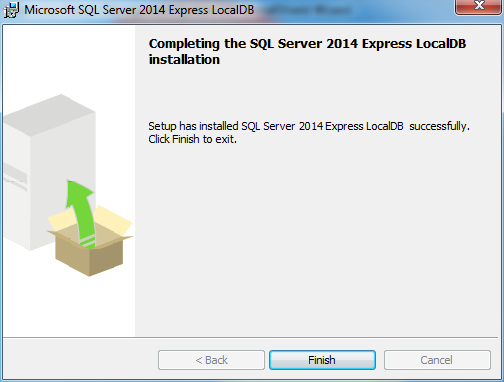 Microsoft SQL Server 2014 Express LocalDB
Completing the SQL Server 2014 Express LocalDB
installation
Setup has installed SQL Server 2014 Express LocalDB  successfully.
Click Finish to exit.
< Back
Finish
Cancel